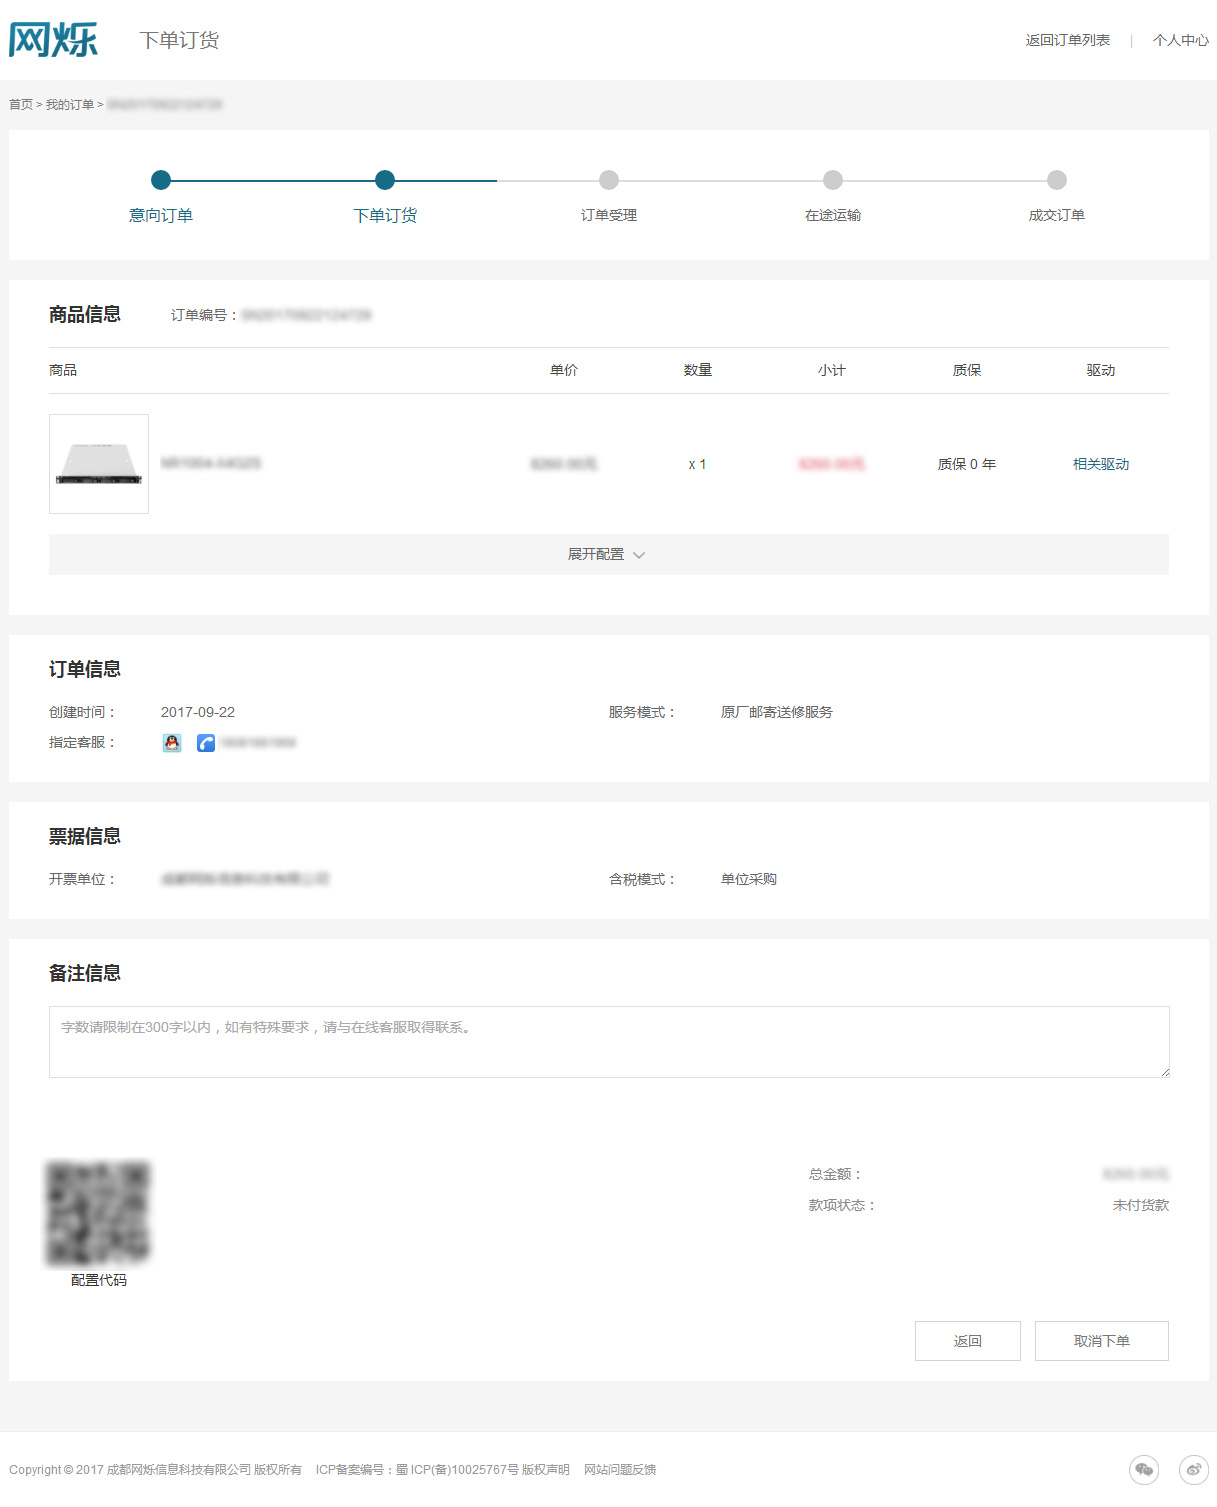 网烁 下单订货 返回订单列表 | 个人中心
首页 > 我的订单 >
意向订单 下单订货 订单受理 在途运输 成交订单
商品信息 订单编号：
商品 单价 数量 小计 质保 驱动
x 1 质保 0 年 相关驱动
展开配置
订单信息
创建时间： 2017-09-22 服务模式： 原厂邮寄送修服务
指定客服：
票据信息
开票单位： 含税模式： 单位采购
备注信息
字数请限制在300字以内，如有特殊要求，请与在线客服取得联系。
总金额：
款项状态： 未付货款
配置代码
返回 取消下单
Copyright © 2017 成都网烁信息科技有限公司 版权所有 ICP备案编号：蜀 ICP(备)10025767号 版权声明 网站问题反馈